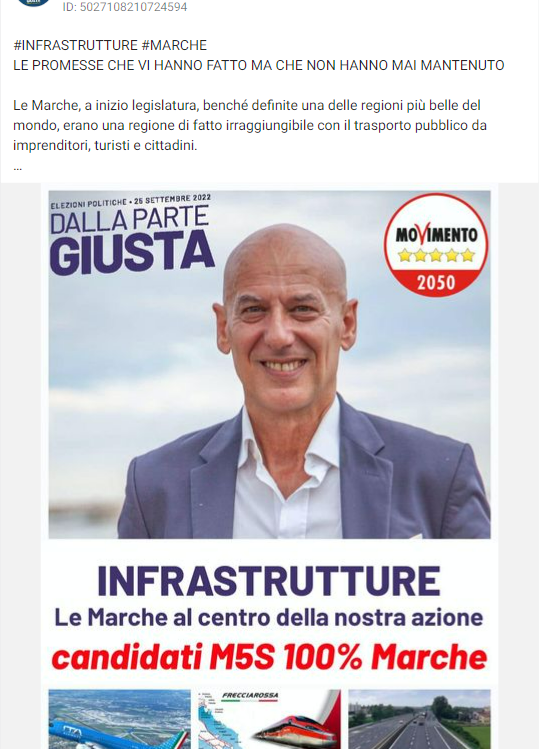 ID: 5027108210724594
#INFRASTRUTTURE #MARCHE
LE PROMESSE CHE VI HANNO FATTO MA CHE NON HANNO MAI MANTENUTO
Le Marche, a inizio legislatura, benché definite una delle regioni più belle del
mondo, erano una regione di fatto irraggiungibile con il trasporto pubblico da
imprenditori, turisti e cittadini.
...
ELEZIONI POLITICHE • 25 SETTEMBRE 2022
DALLA PARTE
GIUSTA
MOVIMENTO
2050
INFRASTRUTTURE
Le Marche al centro della nostra azione
candidati M5S 100% Marche
FRECCIAROSSA